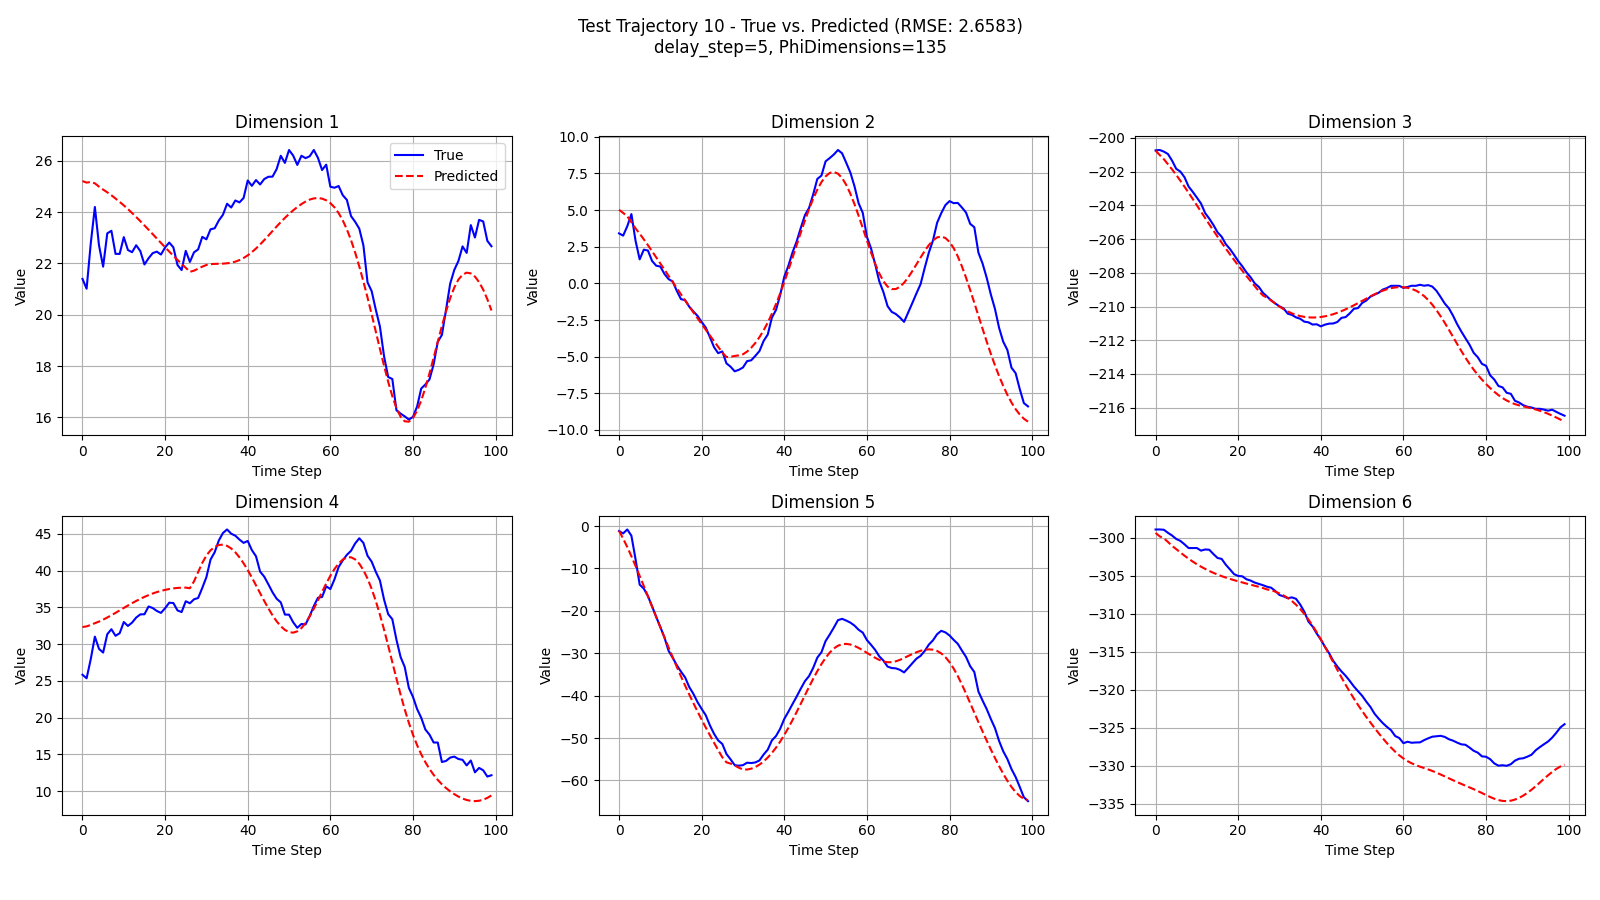 Test Trajectory 10 - True vs. Predicted (RMSE: 2.6583)
delay_step=5, PhiDimensions=135
Dimension 1
26
24
22
20
18
16
Value
0 20 40 60 80 100
Time Step
True
Predicted
Dimension 2
10.0
7.5
5.0
2.5
0.0
−2.5
−5.0
−7.5
−10.0
Value
0 20 40 60 80 100
Time Step
Dimension 3
−200
−202
−204
−206
−208
−210
−212
−214
−216
Value
0 20 40 60 80 100
Time Step
Dimension 4
45
40
35
30
25
20
15
10
Value
0 20 40 60 80 100
Time Step
Dimension 5
0
−10
−20
−30
−40
−50
−60
Value
0 20 40 60 80 100
Time Step
Dimension 6
−300
−305
−310
−315
−320
−325
−330
−335
Value
0 20 40 60 80 100
Time Step